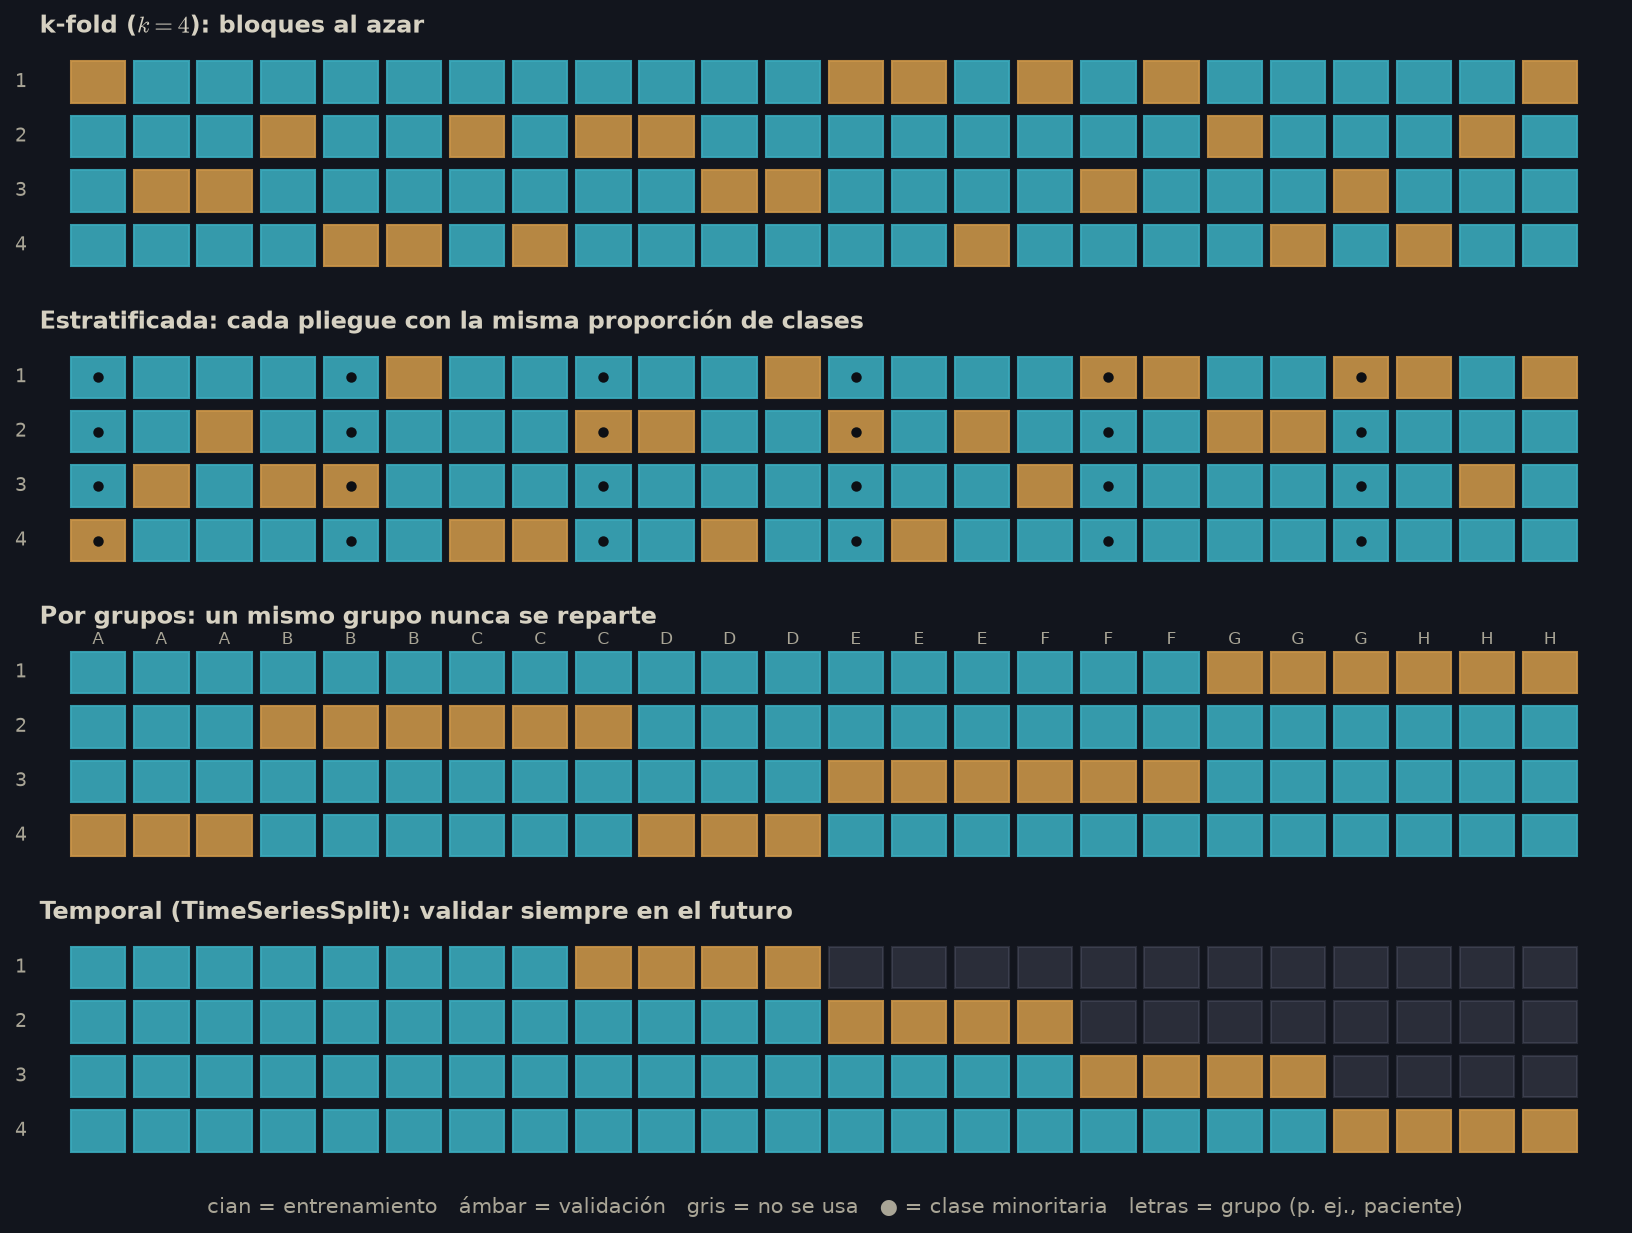 k-fold (k = 4): bloques al azar
1
2
3
4
Estratificada: cada pliegue con la misma proporción de clases
1
2
3
4
Por grupos: un mismo grupo nunca se reparte
A A A B B B C C C D D D E E E F F F G G G H H H
1
2
3
4
Temporal (TimeSeriesSplit): validar siempre en el futuro
1
2
3
4
cian = entrenamiento ámbar = validación gris = no se usa ● = clase minoritaria letras = grupo (p. ej., paciente)